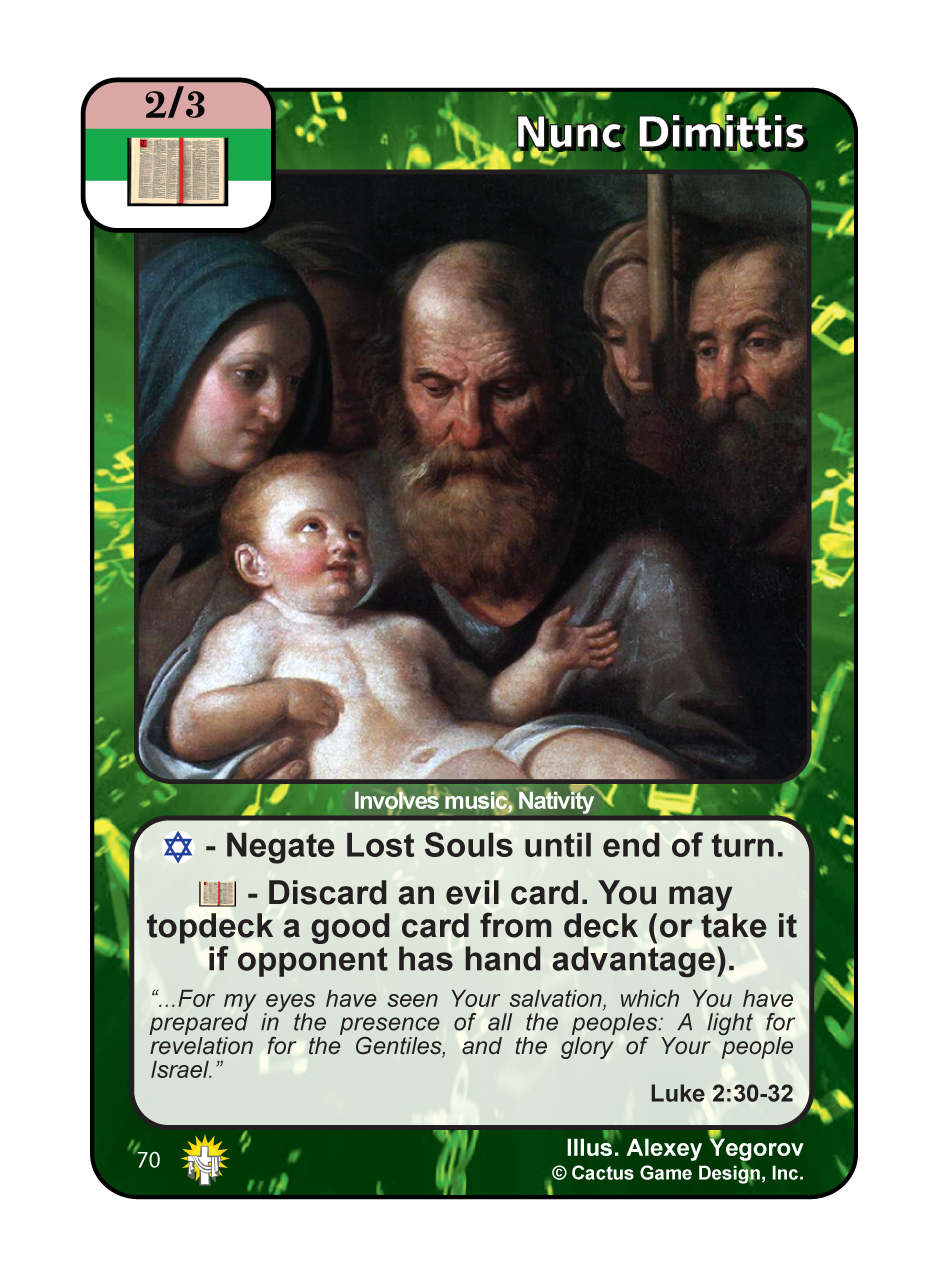 2/3
Nunc Dimittis
Involves music, Nativity
- Negate Lost Souls until end of turn.
- Discard an evil card. You may
topdeck a good card from deck (or take it
if opponent has hand advantage).
“...For my eyes have seen Your salvation, which You have
prepared in the presence of all the peoples: A light for
revelation for the Gentiles, and the glory of Your people
Israel.”
Luke 2:30-32
70
Illus. Alexey Yegorov
© Cactus Game Design, Inc.